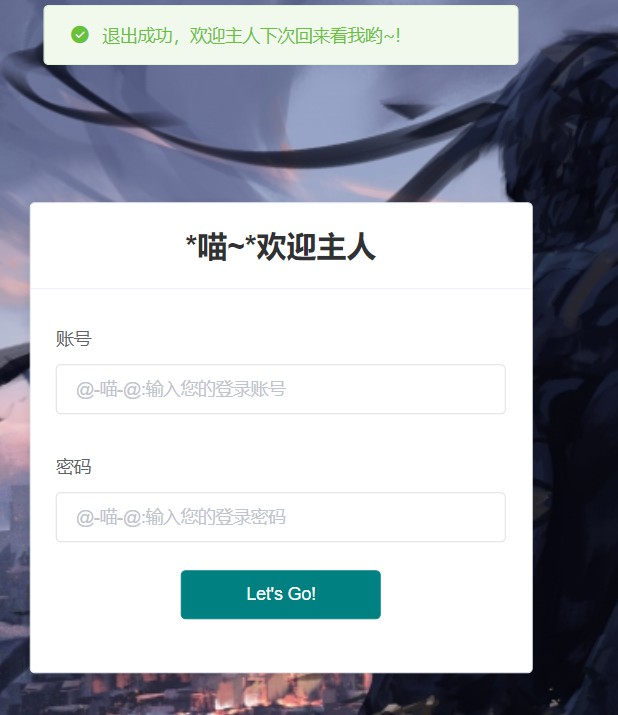 退出成功，欢迎主人下次回来看我哟~!
*喵~*欢迎主人
账号
@-喵-@:输入您的登录账号
密码
@-喵-@:输入您的登录密码
Let's Go!